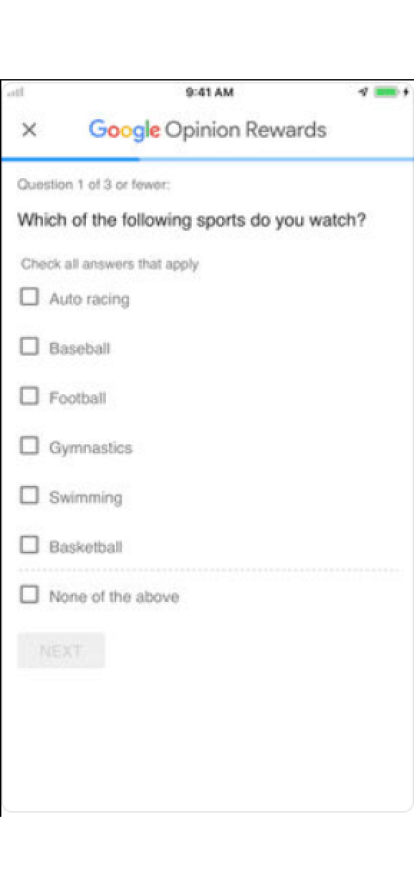 9:41 AM
Google Opinion Rewards
Question 1 of 3 or fewer:
Which of the following sports do you watch?
Check all answers that apply
Auto racing
Baseball
Football
Gymnastics
Swimming
Basketball
None of the above
NEXT